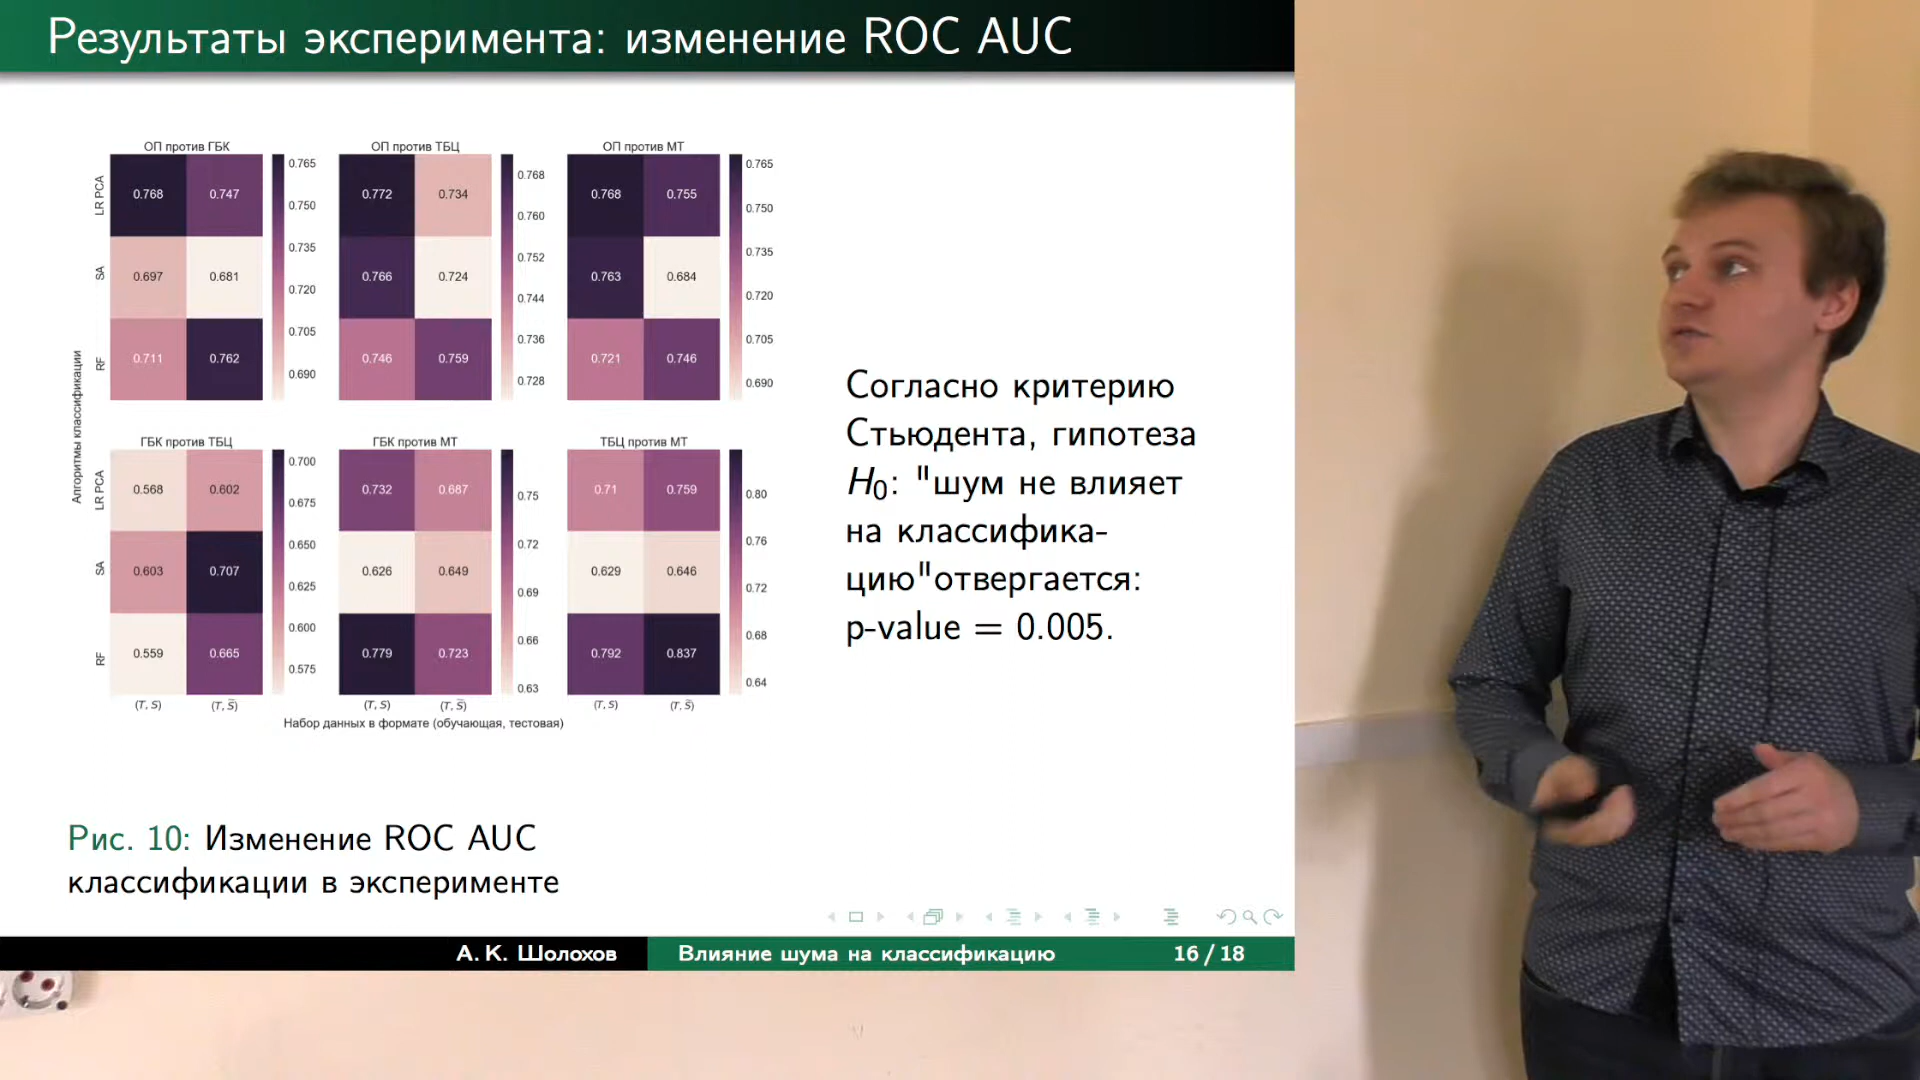 Результаты эксперимента: изменение ROC AUC
ОП против ГБК
ОП против ТБЦ
ОП против МТ
LR PCA
0.768 0.747
0.772 0.734
0.768 0.755
SA
0.697 0.681
0.766 0.724
0.763 0.684
RF
0.711 0.762
0.746 0.759
0.721 0.746
0.765
0.750
0.735
0.720
0.705
0.690
0.768
0.760
0.752
0.744
0.736
0.728
0.765
0.750
0.735
0.720
0.705
0.690
Алгоритмы классификации
ГБК против ТБЦ
ГБК против МТ
ТБЦ против МТ
LR PCA
0.568 0.602
0.732 0.687
0.71 0.759
SA
0.603 0.707
0.626 0.649
0.629 0.646
RF
0.559 0.665
0.779 0.723
0.792 0.837
0.700
0.675
0.650
0.625
0.600
0.575
0.75
0.72
0.69
0.66
0.63
0.80
0.76
0.72
0.68
0.64
(T, S) (T, S̃)
(T, S) (T, S̃)
(T, S) (T, S̃)
Набор данных в формате (обучающая, тестовая)
Согласно критерию
Стьюдента, гипотеза
H₀: "шум не влияет
на классифика-
цию"отвергается:
p-value = 0.005.
Рис. 10: Изменение ROC AUC
классификации в эксперименте
А. К. Шолохов
Влияние шума на классификацию
16 / 18